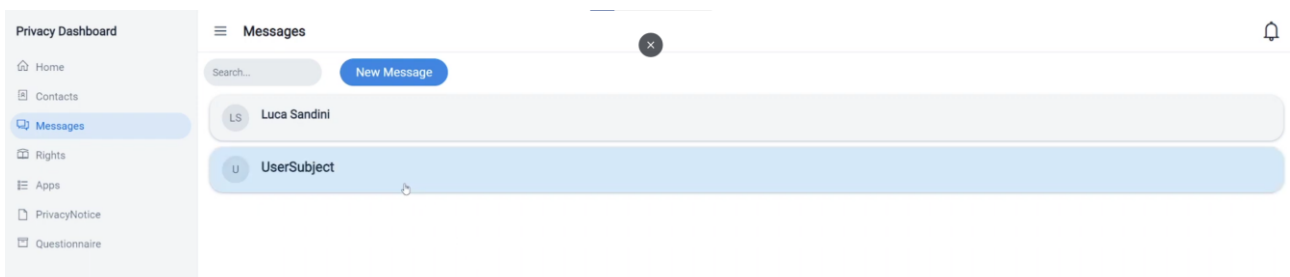 Privacy Dashboard
Home
Contacts
Messages
Rights
Apps
PrivacyNotice
Questionnaire
Messages
Search...
New Message
LS
Luca Sandini
U
UserSubject